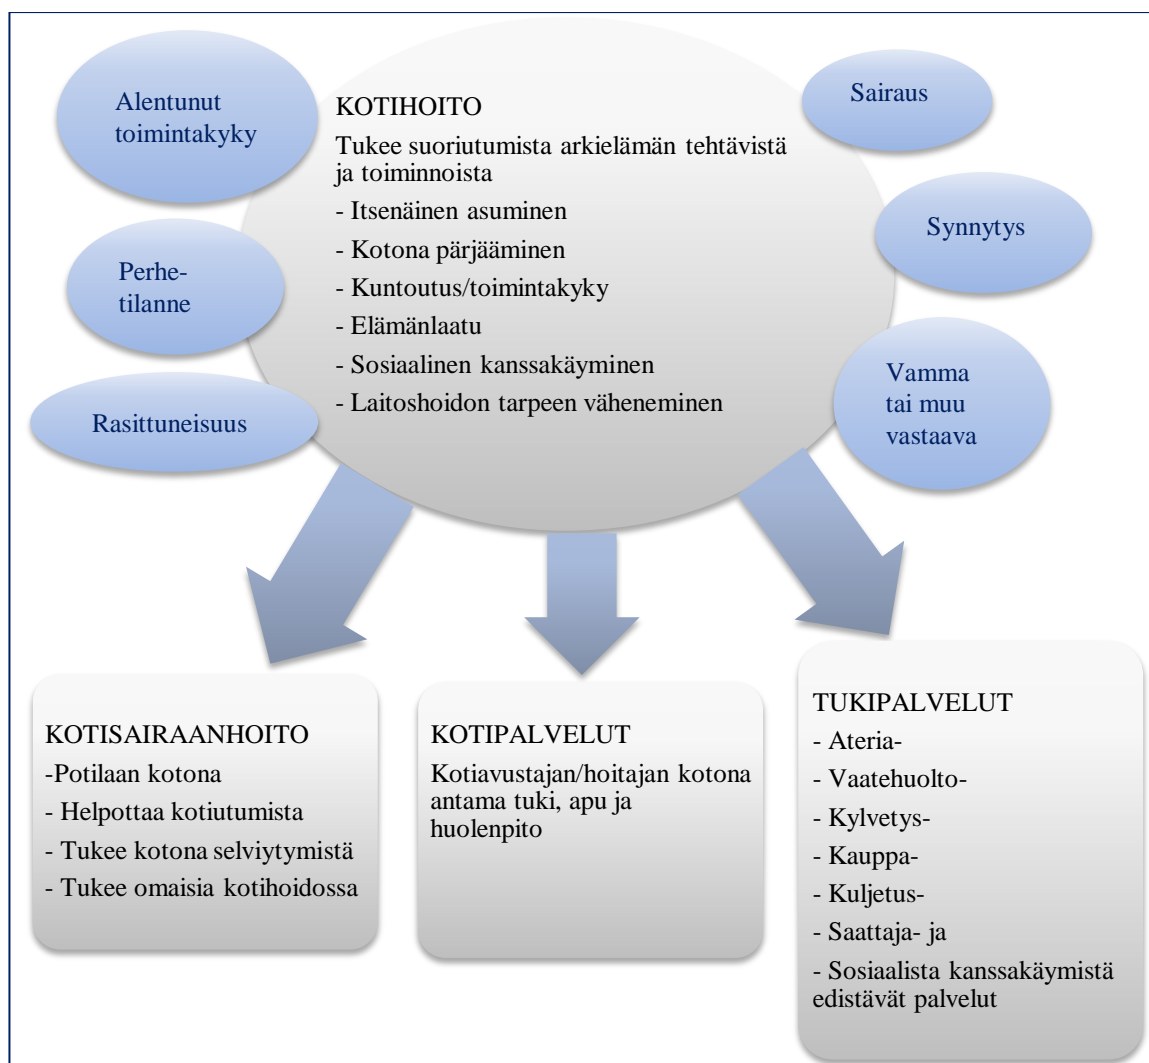 Alentunut
toimintakyky
Perhe-
tilanne
Rasittuneisuus
KOTIHOITO
Tukee suoriutumista arkielämän tehtävistä
ja toiminnoista
- Itsenäinen asuminen
- Kotona pärjääminen
- Kuntoutus/toimintakyky
- Elämänlaatu
- Sosiaalinen kanssakäyminen
- Laitoshoidon tarpeen väheneminen
Sairaus
Synnytys
Vamma
tai muu
vastaava
KOTISAIRAANHOITO
-Potilaan kotona
- Helpottaa kotiutumista
- Tukee kotona selviytymistä
- Tukee omaisia kotihoidossa
KOTIPALVELUT
Kotiavustajan/hoitajan kotona
antama tuki, apu ja
huolenpito
TUKIPALVELUT
- Ateria-
- Vaatehuolto-
- Kylvetys-
- Kauppa-
- Kuljetus-
- Saattaja- ja
- Sosiaalista kanssakäymistä
edistävät palvelut